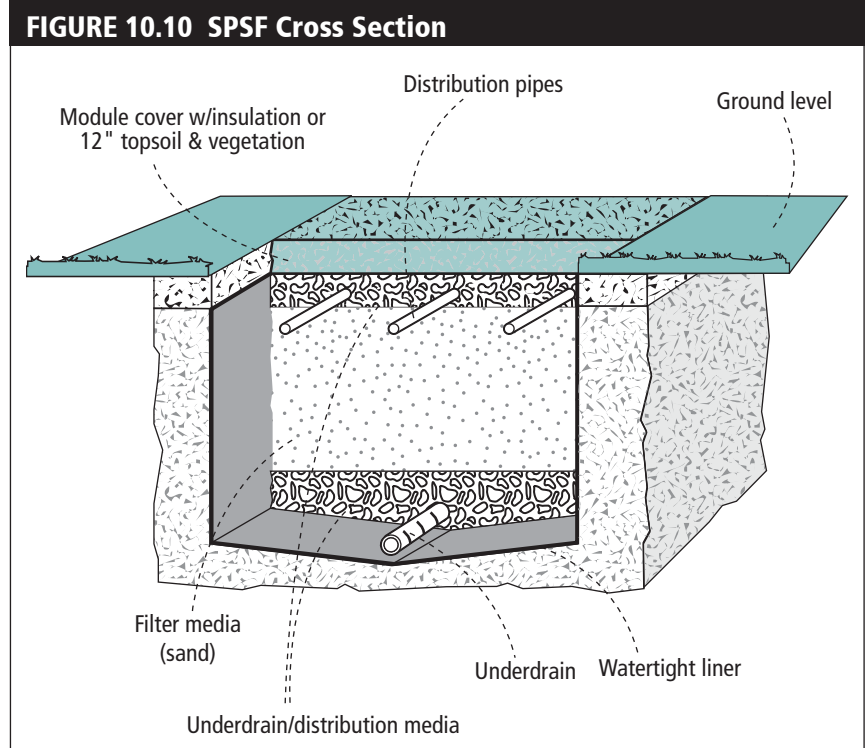 FIGURE 10.10 SPSF Cross Section
Distribution pipes
Ground level
Module cover w/insulation or
12" topsoil & vegetation
Filter media
(sand)
Underdrain
Watertight liner
Underdrain/distribution media